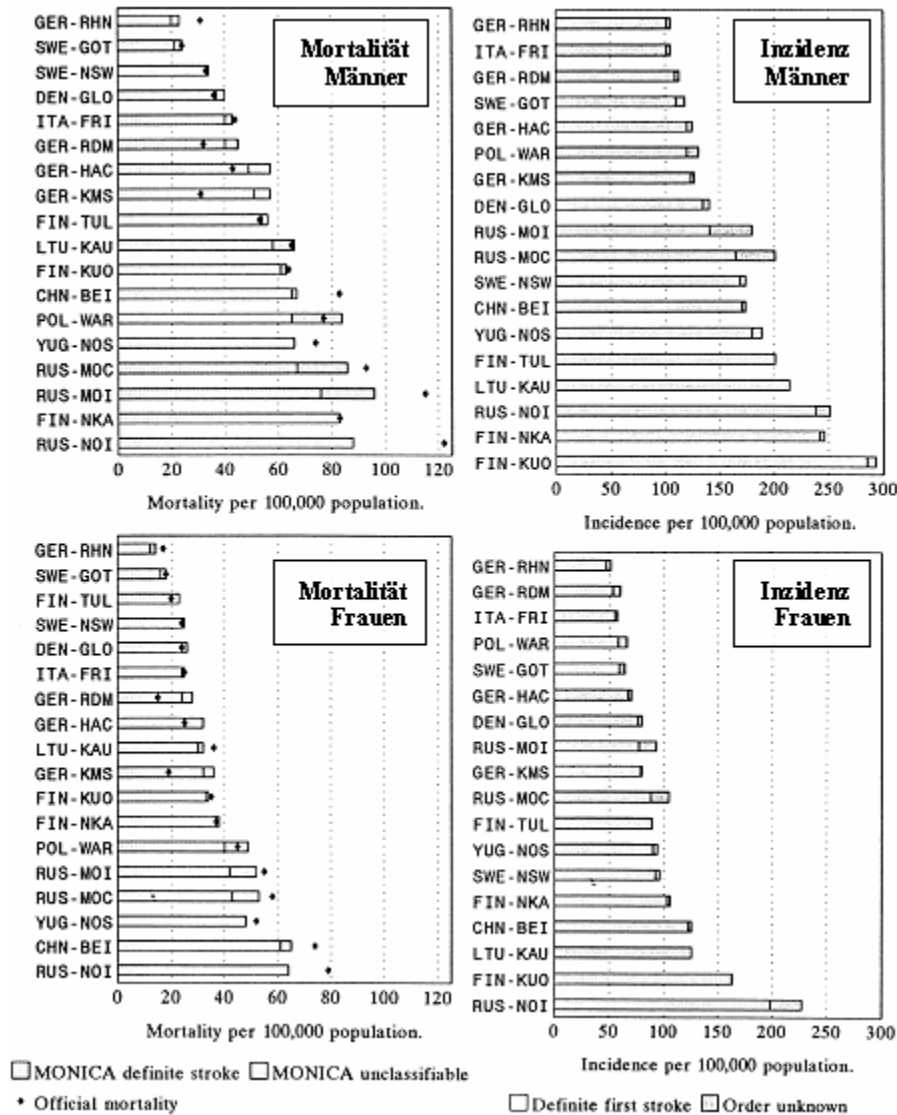 Mortalität
Männer
GER-RHN
SWE-GOT
SWE-NSW
DEN-GLO
ITA-FRI
GER-RDM
GER-HAC
GER-KMS
FIN-TUL
LTU-KAU
FIN-KUO
CHN-BEI
POL-WAR
YUG-NOS
RUS-MOC
RUS-MOI
FIN-NKA
RUS-NOI
0 20 40 60 80 100 120
Mortality per 100,000 population.
Inzidenz
Männer
GER-RHN
ITA-FRI
GER-RDM
SWE-GOT
GER-HAC
POL-WAR
GER-KMS
DEN-GLO
RUS-MOI
RUS-MOC
SWE-NSW
CHN-BEI
YUG-NOS
FIN-TUL
LTU-KAU
RUS-NOI
FIN-NKA
FIN-KUO
0 50 100 150 200 250 300
Incidence per 100,000 population.
Mortalität
Frauen
GER-RHN
SWE-GOT
FIN-TUL
SWE-NSW
DEN-GLO
ITA-FRI
GER-RDM
GER-HAC
LTU-KAU
GER-KMS
FIN-KUO
FIN-NKA
POL-WAR
RUS-MOI
RUS-MOC
YUG-NOS
CHN-BEI
RUS-NOI
0 20 40 60 80 100 120
Mortality per 100,000 population.
MONICA definite stroke MONICA unclassifiable
Official mortality
Inzidenz
Frauen
GER-RHN
GER-RDM
ITA-FRI
POL-WAR
SWE-GOT
GER-HAC
DEN-GLO
RUS-MOI
GER-KMS
RUS-MOC
FIN-TUL
YUG-NOS
SWE-NSW
FIN-NKA
CHN-BEI
LTU-KAU
FIN-KUO
RUS-NOI
0 50 100 150 200 250 300
Incidence per 100,000 population.
Definite first stroke Order unknown